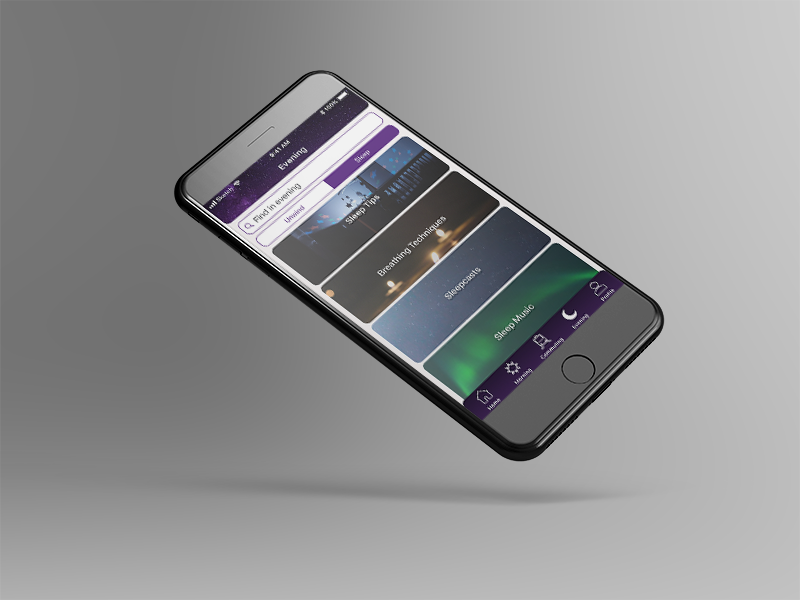 Sketch
9:41 AM
100%
Evening
Find in evening
Unwind
Sleep
Sleep Tips
Breathing Techniques
Sleepcasts
Sleep Music
Home
Morning
Commuting
Evening
Profile